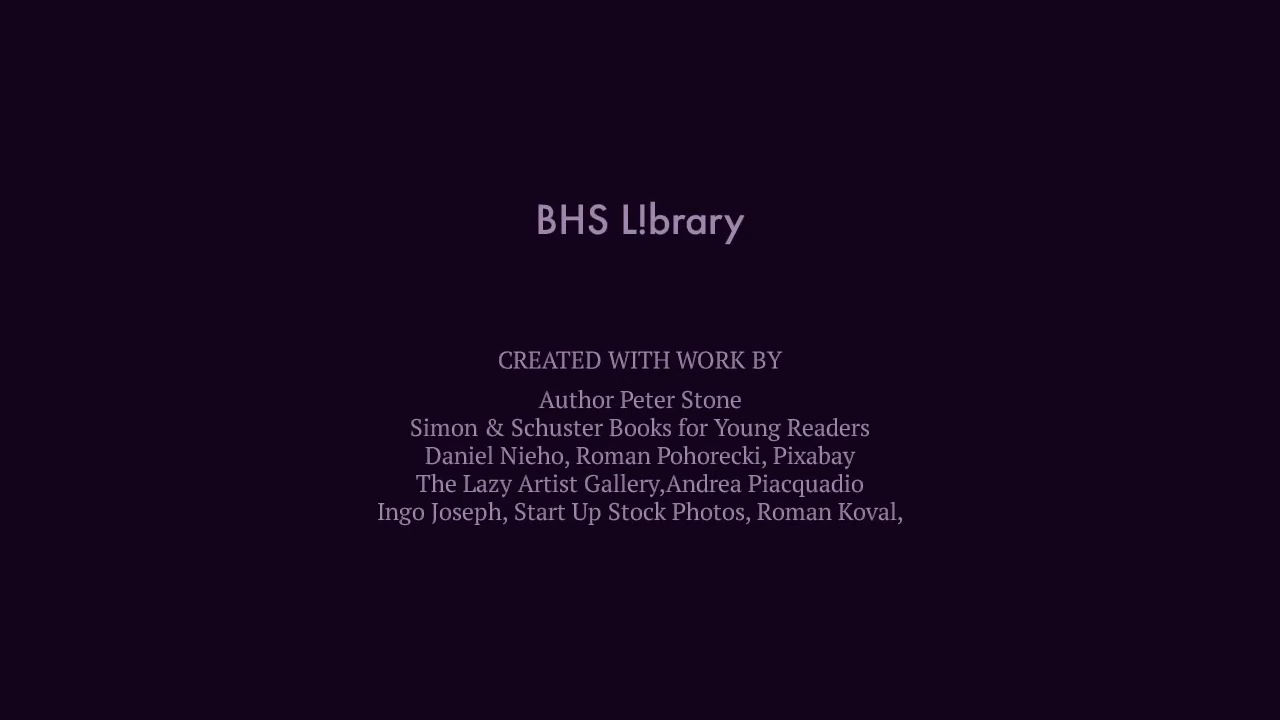 BHS L!brary
CREATED WITH WORK BY
Author Peter Stone
Simon & Schuster Books for Young Readers
Daniel Nieho, Roman Pohorecki, Pixabay
The Lazy Artist Gallery,Andrea Piacquadio
Ingo Joseph, Start Up Stock Photos, Roman Koval,